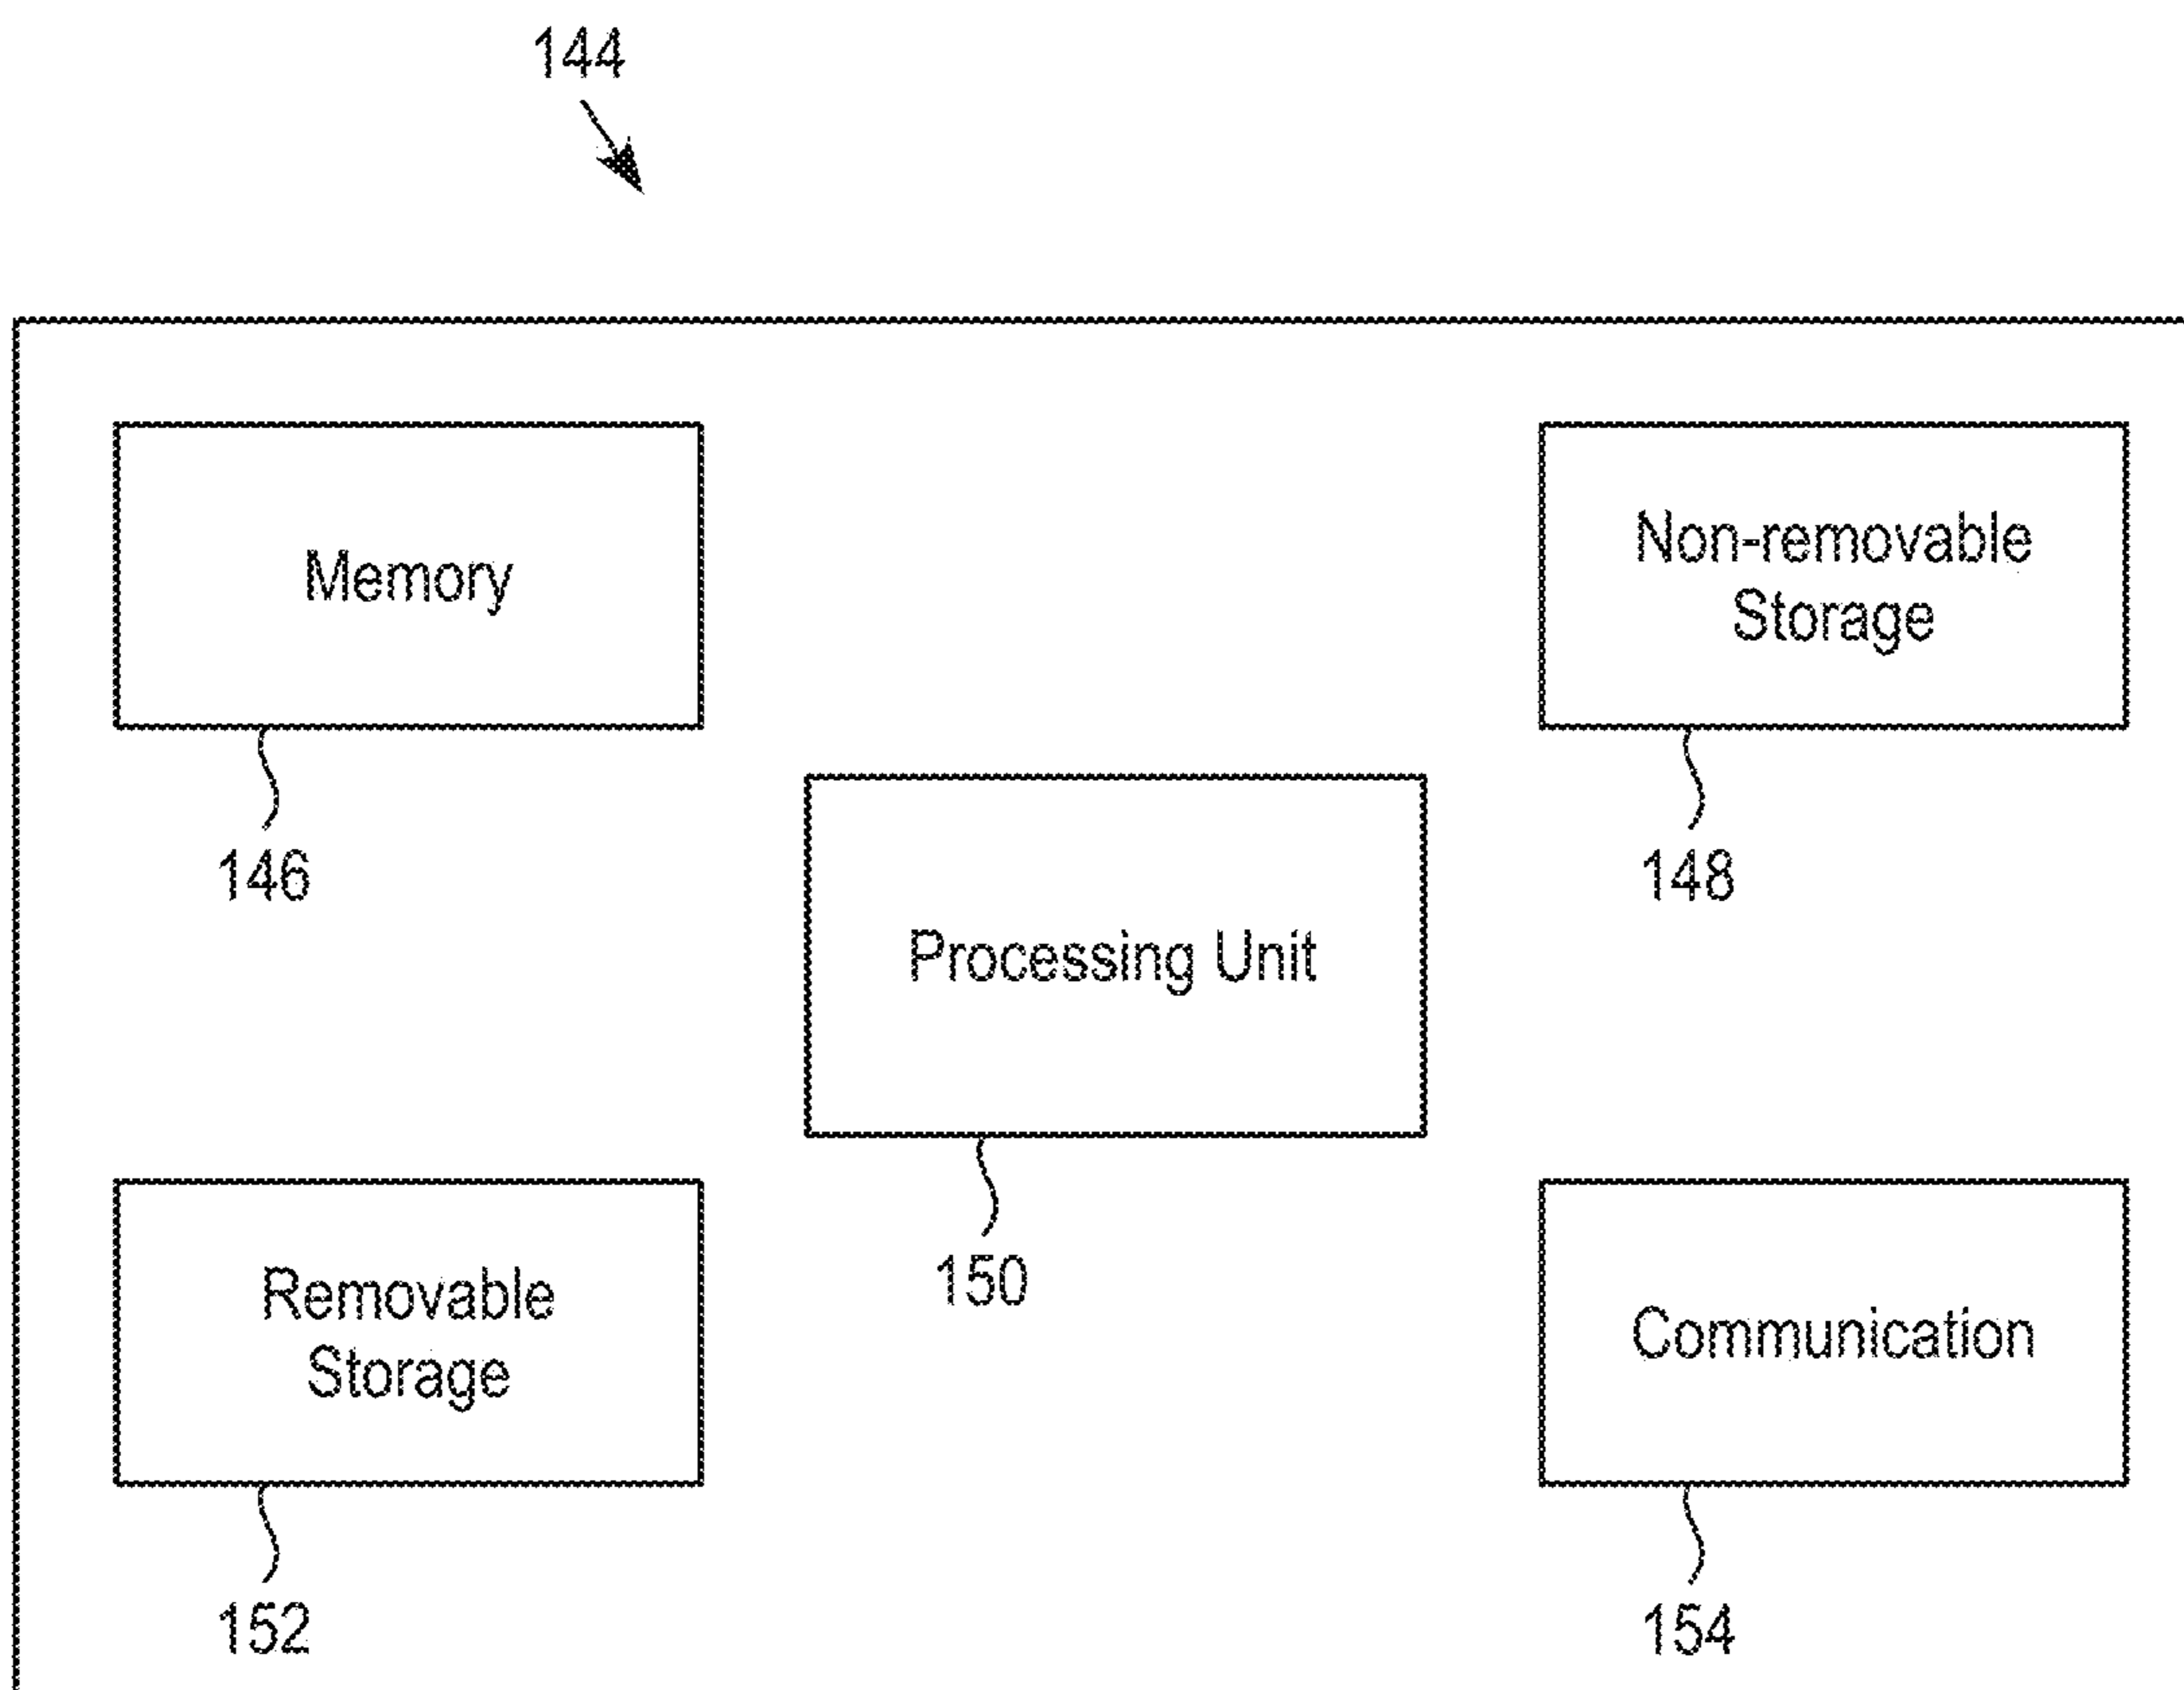 144
Memory
Non-removable
Storage
146
148
Processing Unit
150
Removable
Storage
Communication
152
154